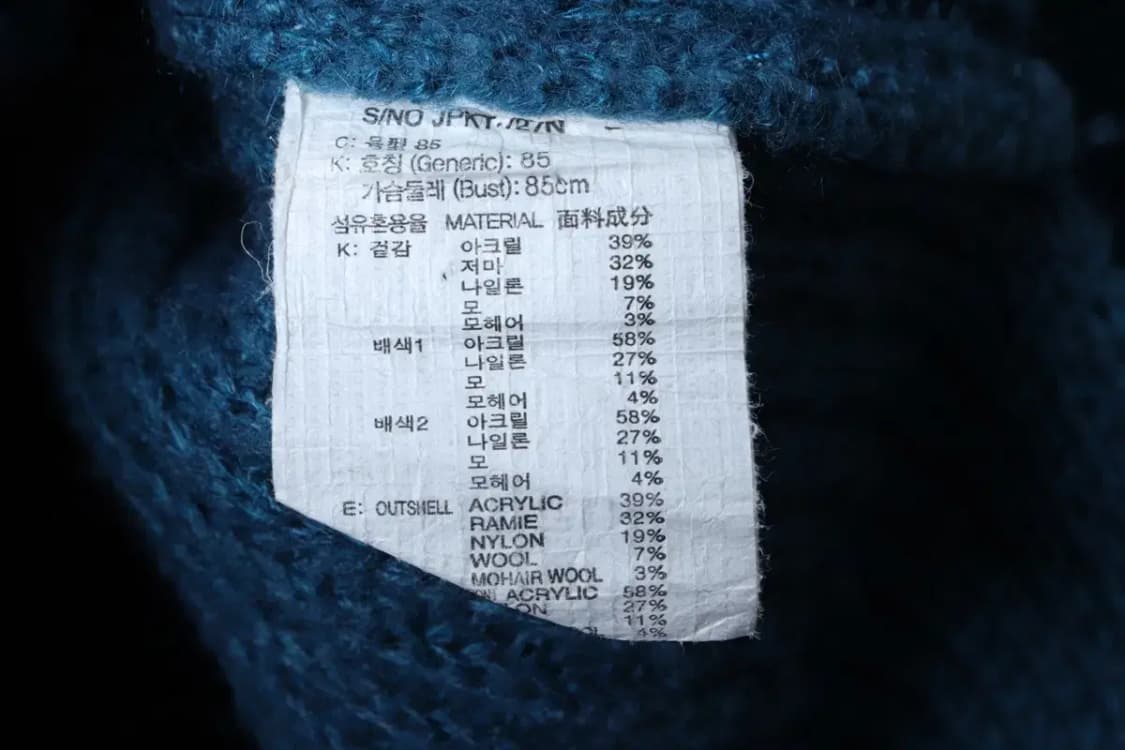 S/NO
C: 85
K: 호칭 (Generic): 85
가슴둘레 (Bust): 85cm
섬유혼용율 MATERIAL 面料成分
K: 겉감 아크릴 39%
저마 32%
나일론 19%
모 7%
모헤어 3%
배색1 아크릴 58%
나일론 27%
모 11%
모헤어 4%
배색2 아크릴 58%
나일론 27%
모 11%
모헤어 4%
E: OUTSHELL ACRYLIC 39%
RAMIE 32%
NYLON 19%
WOOL 7%
MOHAIR WOOL 3%
ACRYLIC 58%
27%
11%
4%